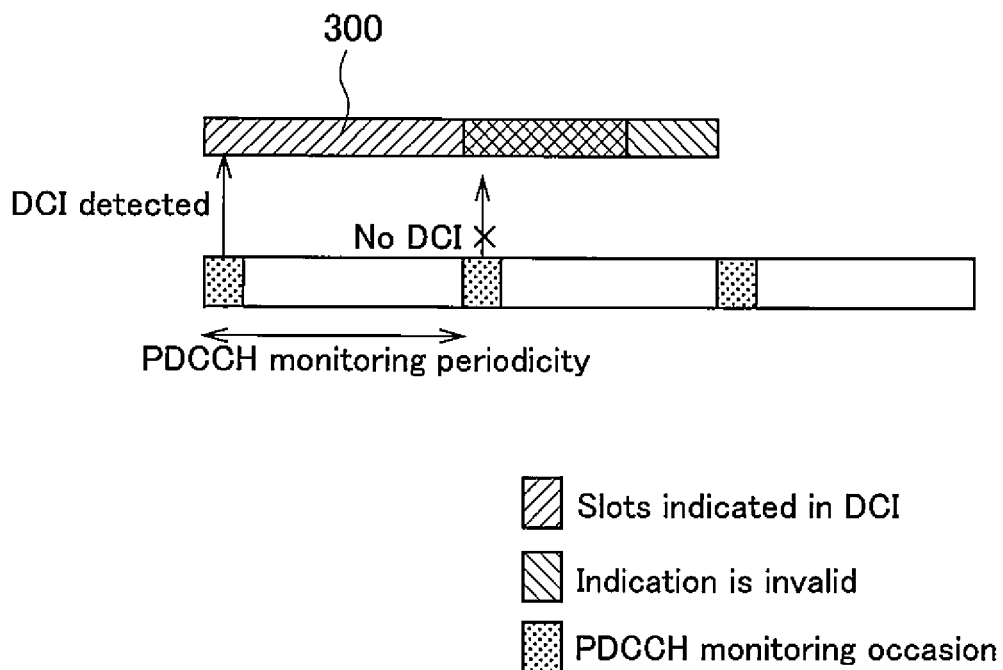 300
DCI detected
No DCI
PDCCH monitoring periodicity
Slots indicated in DCI
Indication is invalid
PDCCH monitoring occasion